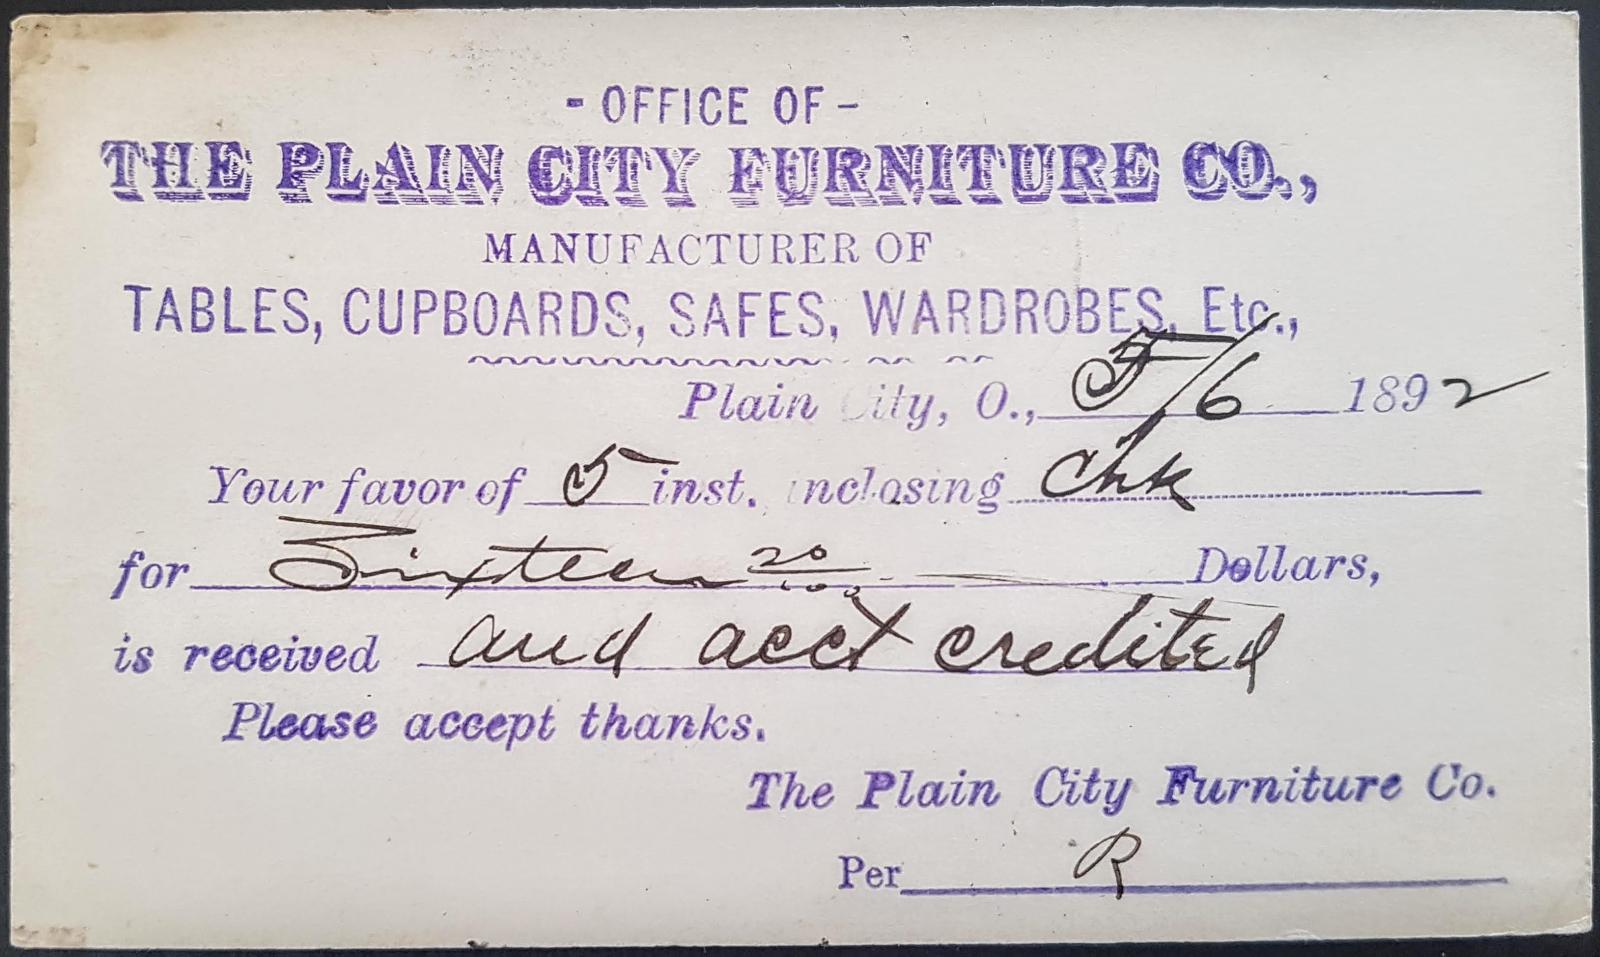 - OFFICE OF -
THE PLAIN CITY FURNITURE CO.,
MANUFACTURER OF
TABLES, CUPBOARDS, SAFES, WARDROBES, Etc.,
Plain City, O., 5/6 1892
Your favor of 5 inst. inclosing Chk
for Sixteen 20/100 Dollars,
is received and acct credited
Please accept thanks.
The Plain City Furniture Co.
Per R